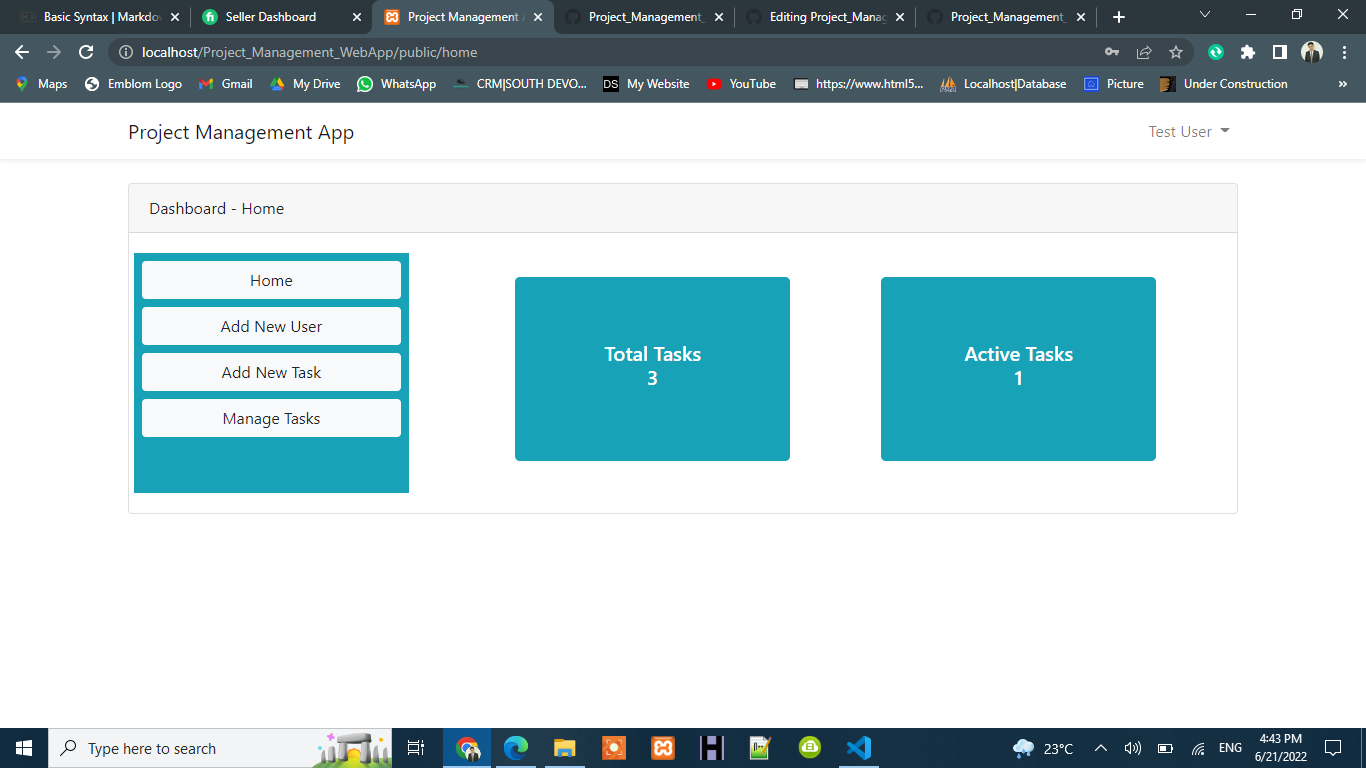 Basic Syntax | Markdo
Seller Dashboard
Project Management A
Project_Management_
Editing Project_Manag
Project_Management_
localhost/Project_Management_WebApp/public/home
Maps
Emblom Logo
Gmail
My Drive
WhatsApp
CRM|SOUTH DEVO...
DS
My Website
YouTube
https://www.html5...
Localhost|Database
Picture
Under Construction
»
Project Management App
Test User
Dashboard - Home
Home
Add New User
Add New Task
Manage Tasks
Total Tasks
3
Active Tasks
1
Type here to search
23°C
ENG
4:43 PM
6/21/2022